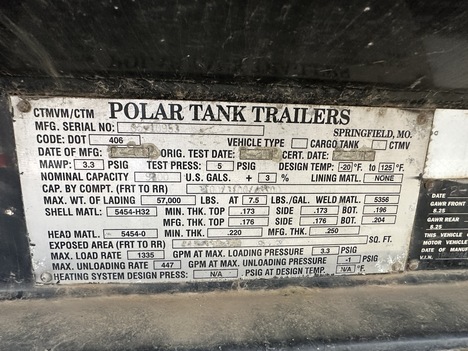 CTMVM/CTM POLAR TANK TRAILERS
MFG. SERIAL NO: SPRINGFIELD, MO.
CODE: DOT 406 VEHICLE TYPE CARGO TANK CTMV
DATE OF MFG: ORIG. TEST DATE: CERT. DATE:
MAWP: 3.3 PSIG TEST PRESS: 5 PSIG DESIGN TEMP: -20 °F TO 125 °F
NOMINAL CAPACITY U.S. GALS. + 3 % LINING MATL: NONE
CAP. BY COMPT. (FRT TO RR)
MAX. WT. OF LADING 57,000 LBS. AT 7.5 LBS./GAL. WELD MATL: 5356
SHELL MATL: 5454-H32 MIN. THK. TOP .173 SIDE .173 BOT. .196
MFG. THK. TOP .176 SIDE .176 BOT. .204
HEAD MATL: 5454-0 MIN. THK. .220 MFG. THK. .250
EXPOSED AREA (FRT TO RR) SQ. FT.
MAX. LOAD RATE 1335 GPM AT MAX. LOADING PRESSURE 3.3 PSIG
MAX. UNLOADING RATE 447 GPM AT MAX. UNLOADING PRESSURE -1 PSIG
HEATING SYSTEM DESIGN PRESS: N/A . PSIG AT DESIGN TEMP. N/A °F
DATE
GAWR FRONT
8.25
GAWR REAR
8.25
THIS VEHICLE
MOTOR VEHICLE
DATE OF MANUF
V.I.N.